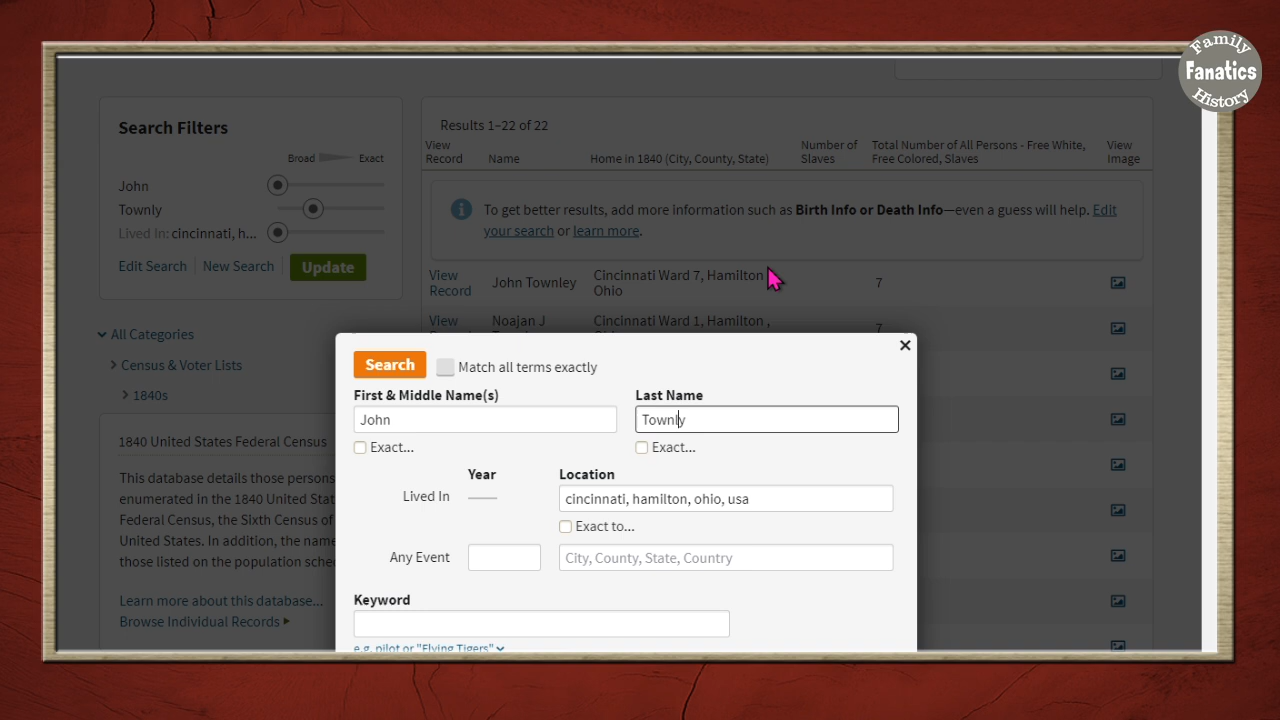 Family
Fanatics
History
Search Filters
Broad Exact
John
Townly
Lived In: cincinnati, h...
Edit Search New Search Update
All Categories
Census & Voter Lists
1840s
1840 United States Federal Census
This database details those persons
enumerated in the 1840 United Stat
Federal Census, the Sixth Census of
United States. In addition, the name
those listed on the population sche
Learn more about this database...
Browse Individual Records
Results 1–22 of 22
View Record Name Home in 1840 (City, County, State) Number of Slaves Total Number of All Persons - Free White, Free Colored, Slaves View Image
To get better results, add more information such as Birth Info or Death Info—even a guess will help. Edit
your search or learn more.
View Record John Townley Cincinnati Ward 7, Hamilton Ohio 7
View Noajan J Cincinnati Ward 1, Hamilton , 7
Search Match all terms exactly
First & Middle Name(s) Last Name
John Townly
Exact... Exact...
Year Location
Lived In cincinnati, hamilton, ohio, usa
Exact to...
Any Event City, County, State, Country
Keyword
e.g. pilot or "Flying Tigers"